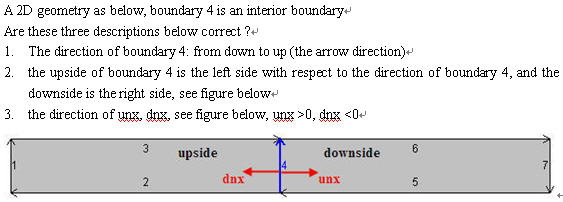 A 2D geometry as below, boundary 4 is an interior boundary
Are these three descriptions below correct ?
1. The direction of boundary 4: from down to up (the arrow direction)
2. the upside of boundary 4 is the left side with respect to the direction of boundary 4, and the
downside is the right side, see figure below
3. the direction of unx, dnx, see figure below, unx >0, dnx <0
3 upside downside 6
1 4 7
2 dnx unx 5